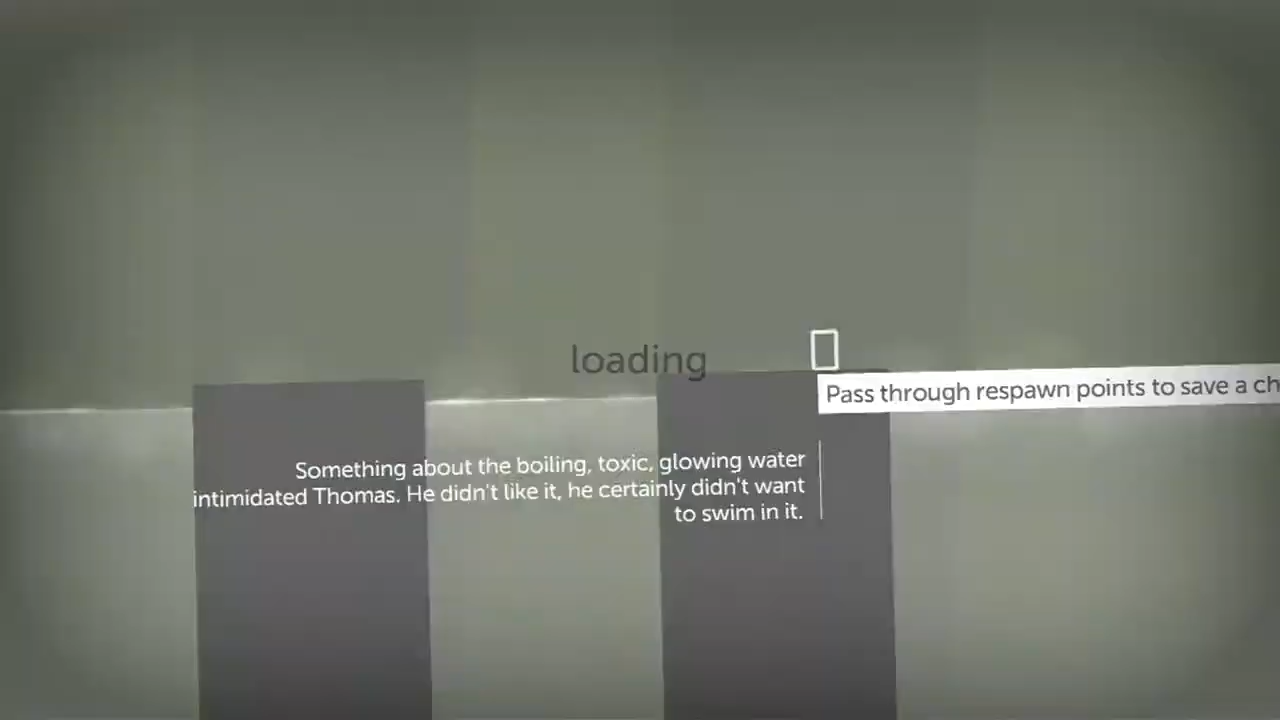 loading
Pass through respawn points to save a
Something about the boiling, toxic, glowing water
intimidated Thomas. He didn't like it, he certainly didn't want
to swim in it.